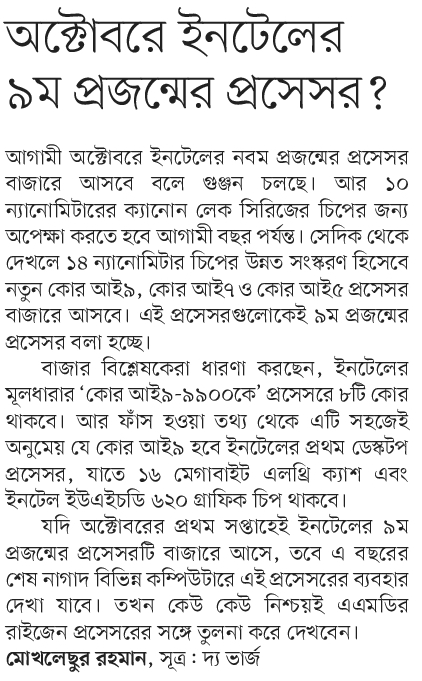 অক্টোবরে ইনটেলের
৯ম প্রজন্মের প্রসেসর?
আগামী অক্টোবরে ইনটেলের নবম প্রজন্মের প্রসেসর
বাজারে আসবে বলে গুঞ্জন চলছে। আর ১০
ন্যানোমিটারের ক্যানোন লেক সিরিজের চিপের জন্য
অপেক্ষা করতে হবে আগামী বছর পর্যন্ত। সেদিক থেকে
দেখলে ১৪ ন্যানোমিটার চিপের উন্নত সংস্করণ হিসেবে
নতুন কোর আই৯, কোর আই৭ ও কোর আই৫ প্রসেসর
বাজারে আসবে। এই প্রসেসরগুলোকেই ৯ম প্রজন্মের
প্রসেসর বলা হচ্ছে।
বাজার বিশ্লেষকেরা ধারণা করছেন, ইনটেলের
মূলধারার ‘কোর আই৯-৯৯০০কে’ প্রসেসরে ৮টি কোর
থাকবে। আর ফাঁস হওয়া তথ্য থেকে এটি সহজেই
অনুমেয় যে কোর আই৯ হবে ইনটেলের প্রথম ডেস্কটপ
প্রসেসর, যাতে ১৬ মেগাবাইট এলথ্রি ক্যাশ এবং
ইনটেল ইউএইচডি ৬২০ গ্রাফিক চিপ থাকবে।
যদি অক্টোবরের প্রথম সপ্তাহেই ইনটেলের ৯ম
প্রজন্মের প্রসেসরটি বাজারে আসে, তবে এ বছরের
শেষ নাগাদ বিভিন্ন কম্পিউটারে এই প্রসেসরের ব্যবহার
দেখা যাবে। তখন কেউ কেউ নিশ্চয়ই এএমডির
রাইজেন প্রসেসরের সঙ্গে তুলনা করে দেখবেন।
মোখলেছুর রহমান, সূত্র : দ্য ভার্জ